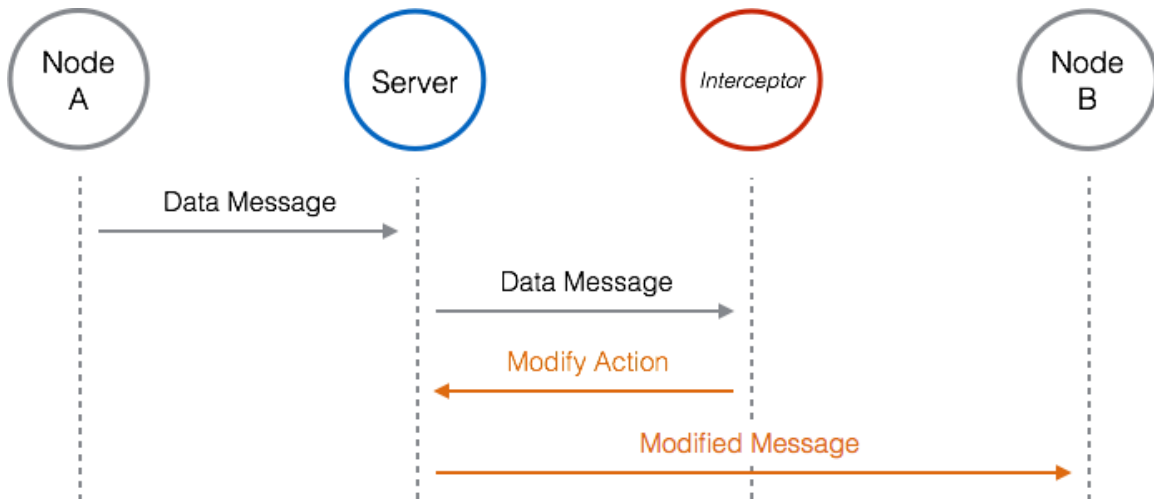 Node
A
Server
Interceptor
Node
B
Data Message
Data Message
Modify Action
Modified Message